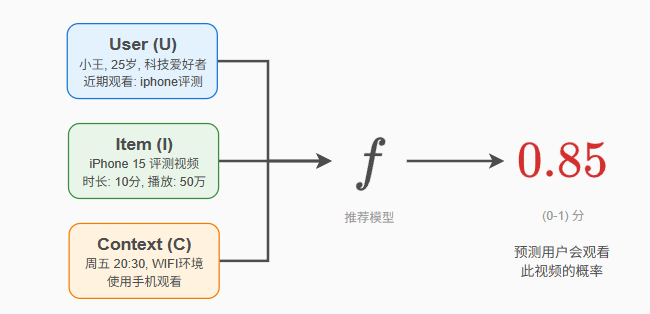 User (U)
小王, 25岁, 科技爱好者
近期观看: iphone评测
Item (I)
iPhone 15 评测视频
时长: 10分, 播放: 50万
Context (C)
周五 20:30, WIFI环境
使用手机观看
f
推荐模型
0.85
(0-1) 分
预测用户会观看
此视频的概率